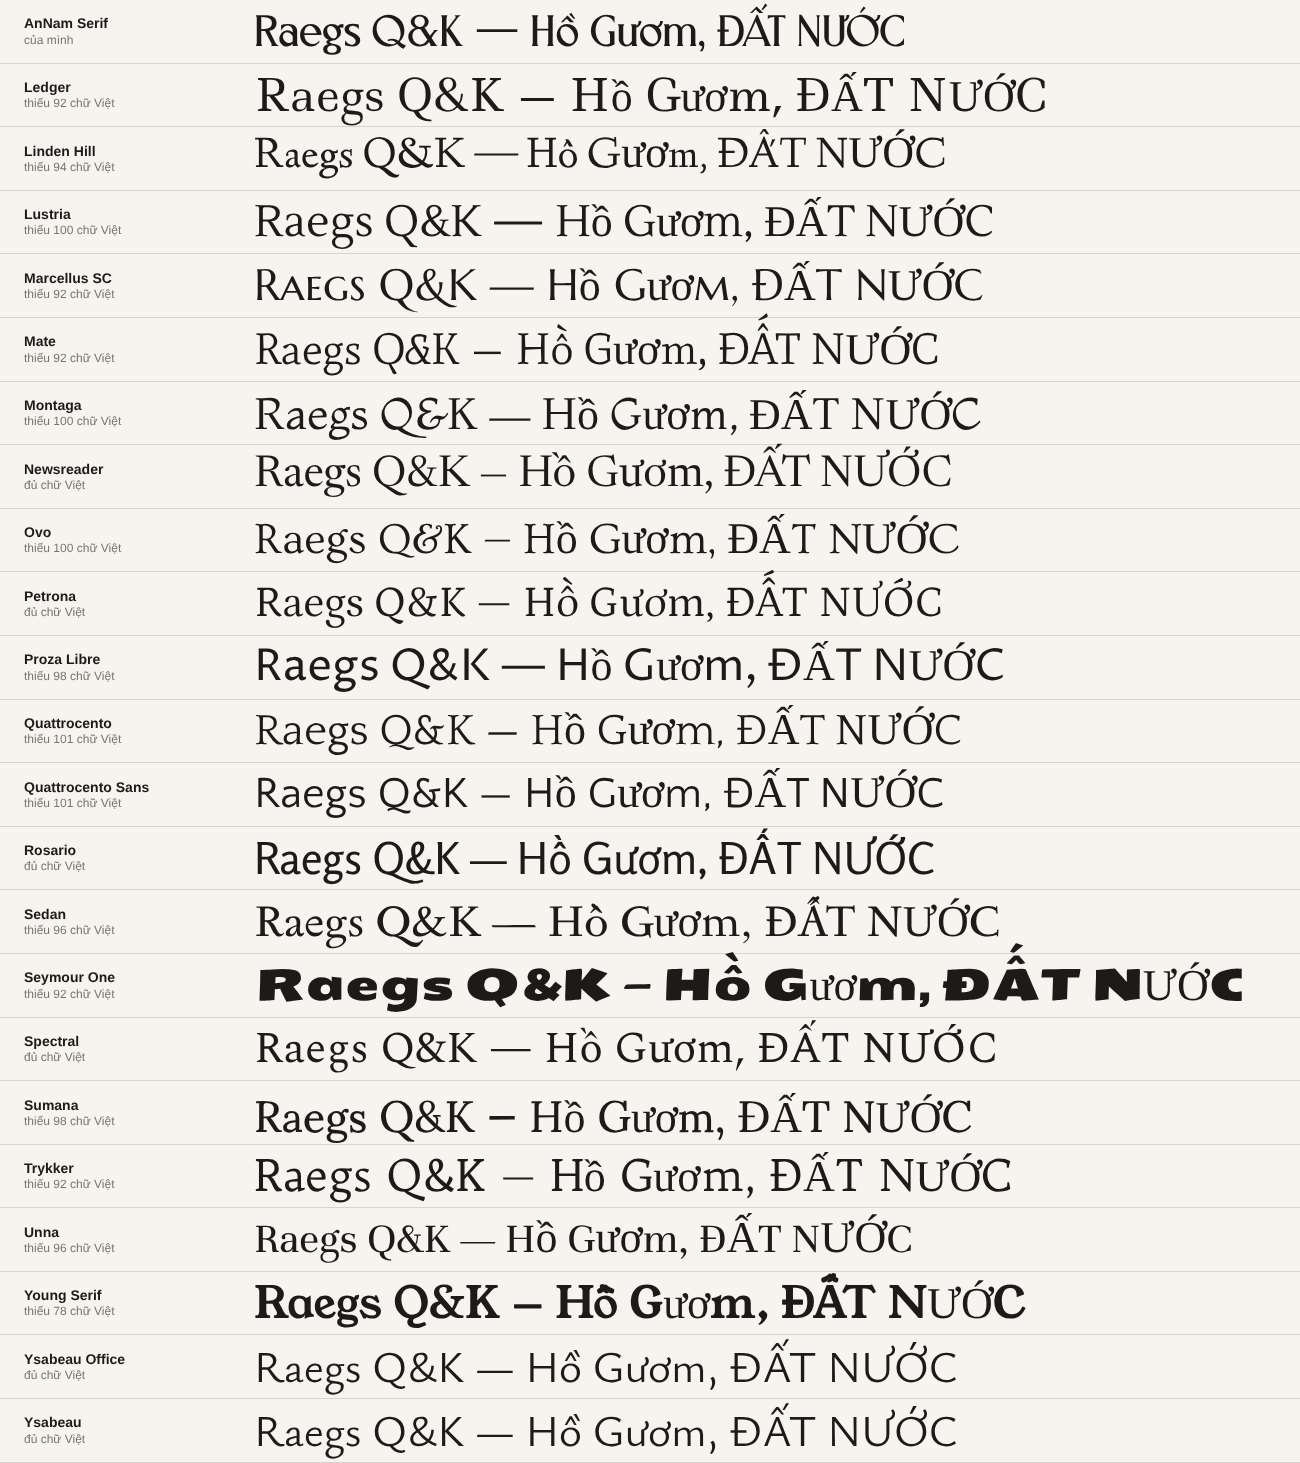 AnNam Serif
của mình
Raegs Q&K — Hồ Gươm, ĐẤT NƯỚC
Ledger
thiếu 92 chữ Việt
Raegs Q&K — Hồ Gươm, ĐẤT NƯỚC
Linden Hill
thiếu 94 chữ Việt
Raegs Q&K — Hồ Gươm, ĐẤT NƯỚC
Lustria
thiếu 100 chữ Việt
Raegs Q&K — Hồ Gươm, ĐẤT NƯỚC
Marcellus SC
thiếu 92 chữ Việt
Raegs Q&K — Hồ Gươm, ĐẤT NƯỚC
Mate
thiếu 92 chữ Việt
Raegs Q&K — Hồ Gươm, ĐẤT NƯỚC
Montaga
thiếu 100 chữ Việt
Raegs Q&K — Hồ Gươm, ĐẤT NƯỚC
Newsreader
đủ chữ Việt
Raegs Q&K — Hồ Gươm, ĐẤT NƯỚC
Ovo
thiếu 100 chữ Việt
Raegs Q&K — Hồ Gươm, ĐẤT NƯỚC
Petrona
đủ chữ Việt
Raegs Q&K — Hồ Gươm, ĐẤT NƯỚC
Proza Libre
thiếu 98 chữ Việt
Raegs Q&K — Hồ Gươm, ĐẤT NƯỚC
Quattrocento
thiếu 101 chữ Việt
Raegs Q&K — Hồ Gươm, ĐẤT NƯỚC
Quattrocento Sans
thiếu 101 chữ Việt
Raegs Q&K — Hồ Gươm, ĐẤT NƯỚC
Rosario
đủ chữ Việt
Raegs Q&K — Hồ Gươm, ĐẤT NƯỚC
Sedan
thiếu 96 chữ Việt
Raegs Q&K — Hồ Gươm, ĐẤT NƯỚC
Seymour One
thiếu 92 chữ Việt
Raegs Q&K — Hồ Gươm, ĐẤT NƯỚC
Spectral
đủ chữ Việt
Raegs Q&K — Hồ Gươm, ĐẤT NƯỚC
Sumana
thiếu 98 chữ Việt
Raegs Q&K — Hồ Gươm, ĐẤT NƯỚC
Trykker
thiếu 92 chữ Việt
Raegs Q&K — Hồ Gươm, ĐẤT NƯỚC
Unna
thiếu 96 chữ Việt
Raegs Q&K — Hồ Gươm, ĐẤT NƯỚC
Young Serif
thiếu 78 chữ Việt
Raegs Q&K — Hồ Gươm, ĐẤT NƯỚC
Ysabeau Office
đủ chữ Việt
Raegs Q&K — Hồ Gươm, ĐẤT NƯỚC
Ysabeau
đủ chữ Việt
Raegs Q&K — Hồ Gươm, ĐẤT NƯỚC